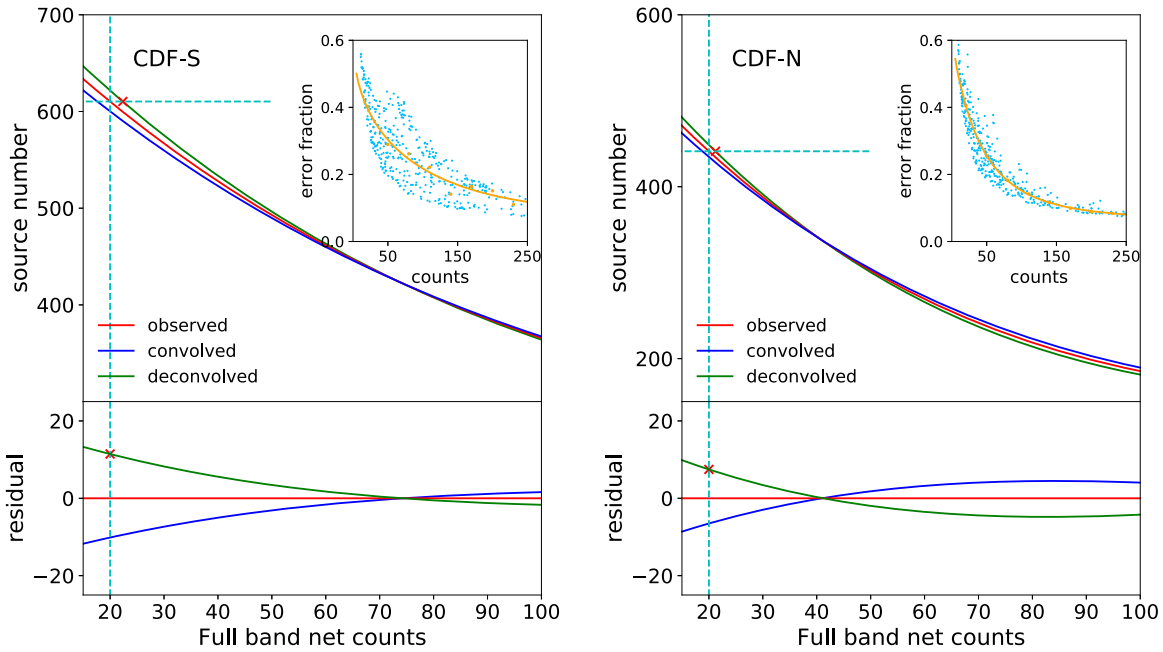 700
600
500
400
source number
CDF-S
0.6
0.4
0.2
0.0
error fraction
50
150
250
counts
observed
convolved
deconvolved
20
0
−20
residual
20
30
40
50
60
70
80
90
100
Full band net counts
600
400
200
source number
CDF-N
0.6
0.4
0.2
0.0
error fraction
50
150
250
counts
observed
convolved
deconvolved
20
0
−20
residual
20
30
40
50
60
70
80
90
100
Full band net counts